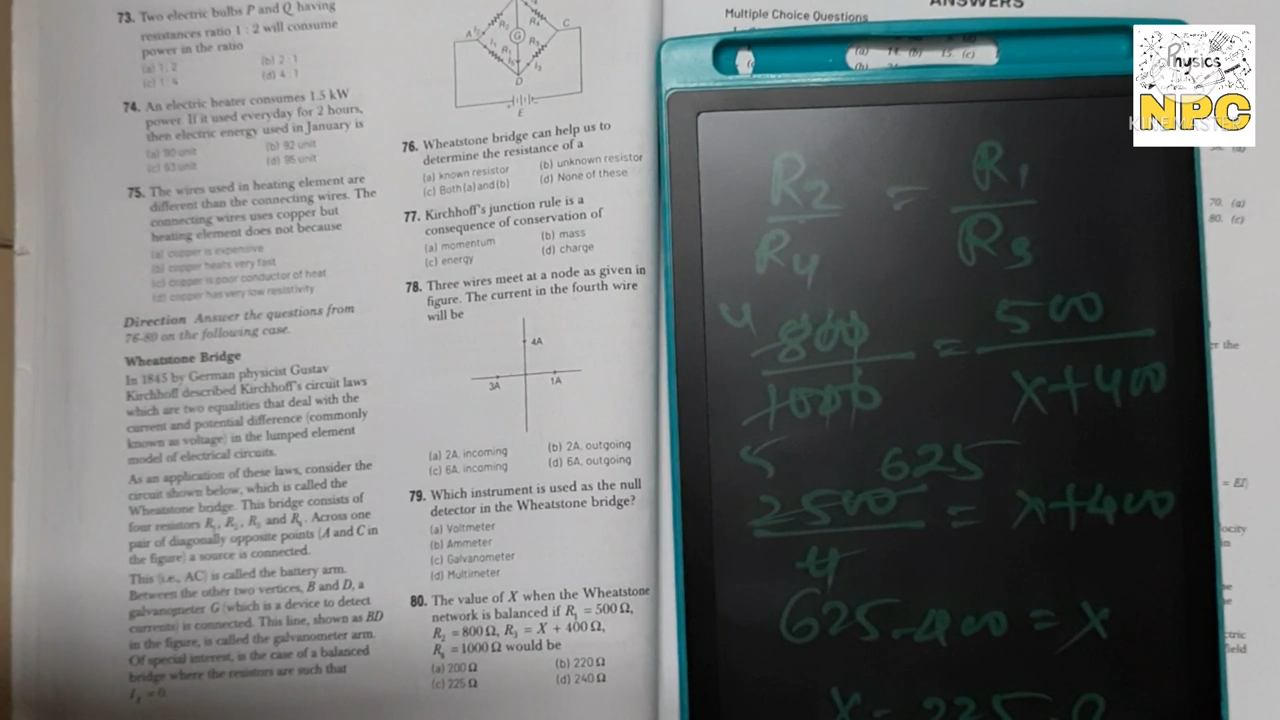 73. Two electric bulbs P and Q having
resistances ratio 1 : 2 will consume
power in the ratio
(a) 1 : 2
(b) 2 : 1
(c) 1 : 4
(d) 4 : 1
74. An electric heater consumes 1.5 kW
power. If it used everyday for 2 hours,
then electric energy used in January is
(a) 90 unit
(b) 92 unit
(c) 93 unit
(d) 95 unit
75. The wires used in heating element are
different than the connecting wires. The
connecting wires uses copper but
heating element does not because
(a) copper is expensive
(b) copper heats very fast
(c) copper is poor conductor of heat
(d) copper has very low resistivity
Direction Answer the questions from
76-80 on the following case.
Wheatstone Bridge
In 1845 by German physicist Gustav
Kirchhoff described Kirchhoff's circuit laws
which are two equalities that deal with the
current and potential difference (commonly
known as voltage) in the lumped element
model of electrical circuits.
As an application of these laws, consider the
circuit shown below, which is called the
Wheatstone bridge. This bridge consists of
four resistors R1, R2, R3 and R4. Across one
pair of diagonally opposite points (A and C in
the figure) a source is connected.
This (i.e., AC) is called the battery arm.
Between the other two vertices, B and D, a
galvanometer G (which is a device to detect
currents) is connected. This line, shown as BD
in the figure, is called the galvanometer arm.
Of special interest, is the case of a balanced
bridge where the resistors are such that
A
C
G
D
E
76. Wheatstone bridge can help us to
determine the resistance of a
(a) known resistor
(b) unknown resistor
(c) Both (a) and (b)
(d) None of these
77. Kirchhoff's junction rule is a
consequence of conservation of
(a) momentum
(b) mass
(c) energy
(d) charge
78. Three wires meet at a node as given in
figure. The current in the fourth wire
will be
4A
3A
1A
(a) 2A, incoming
(b) 2A, outgoing
(c) 6A, incoming
(d) 6A, outgoing
79. Which instrument is used as the null
detector in the Wheatstone bridge?
(a) Voltmeter
(b) Ammeter
(c) Galvanometer
(d) Multimeter
80. The value of X when the Wheatstone
network is balanced if R1 = 500 Ω,
R2 = 800 Ω, R3 = X + 400 Ω,
R4 = 1000 Ω would be
(a) 200 Ω
(b) 220 Ω
(c) 225 Ω
(d) 240 Ω
ANSWERS
Multiple Choice Questions
14. (b)
15. (c)
70. (a)
80. (c)
R2 = R1
R4 R3
4 800 = 500
1000 x+400
5 625
2500 = x+400
4
625-400 = x
x = 225 Ω
Physics
NPC
KINEMASTER